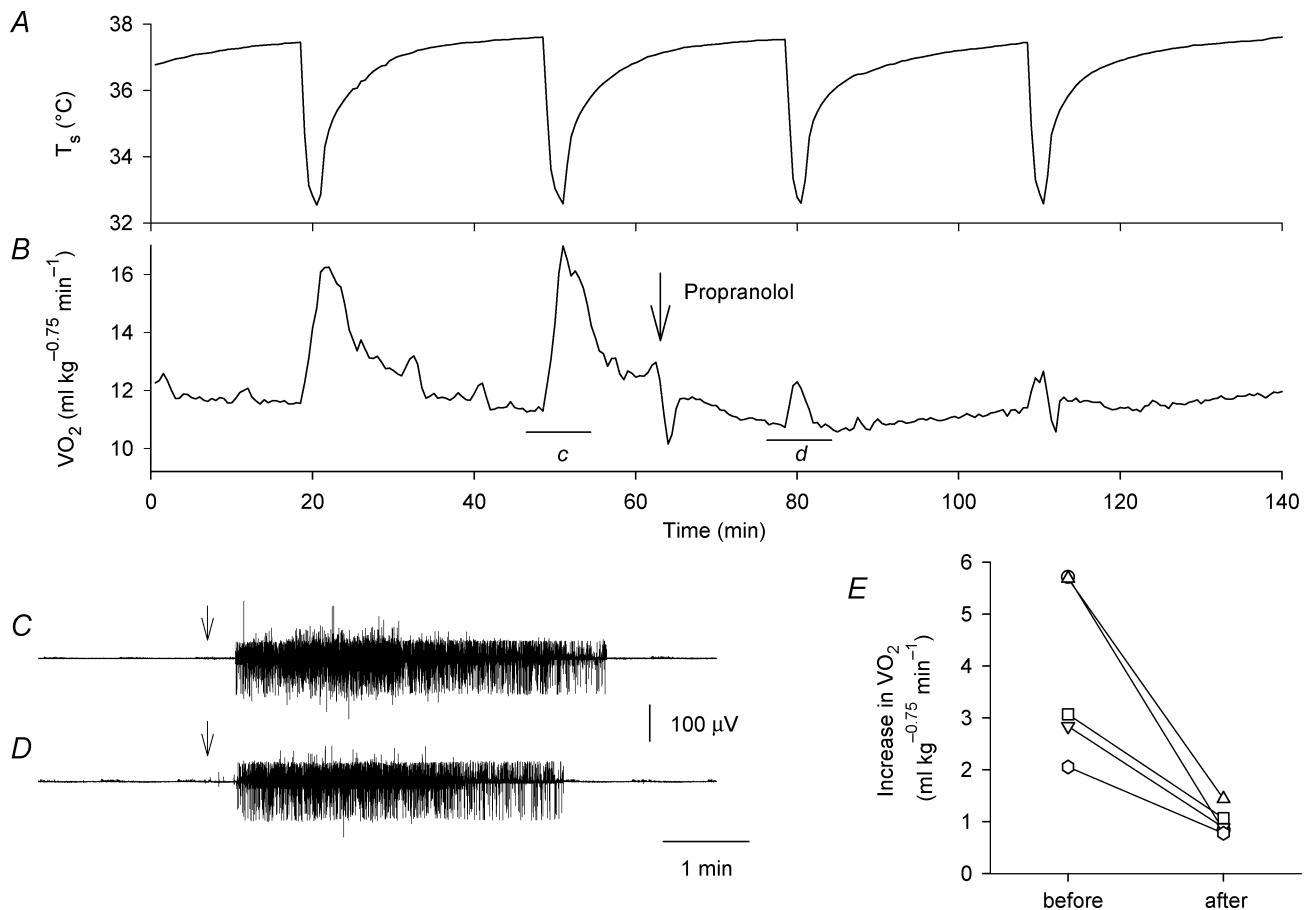 A
38
36
34
32
Ts (°C)
B
16
14
12
10
VO2 (ml kg−0.75 min−1)
Propranolol
c
d
0 20 40 60 80 100 120 140
Time (min)
C
100 μV
D
1 min
E
6
5
4
3
2
1
0
Increase in VO2
(ml kg−0.75 min−1)
before after